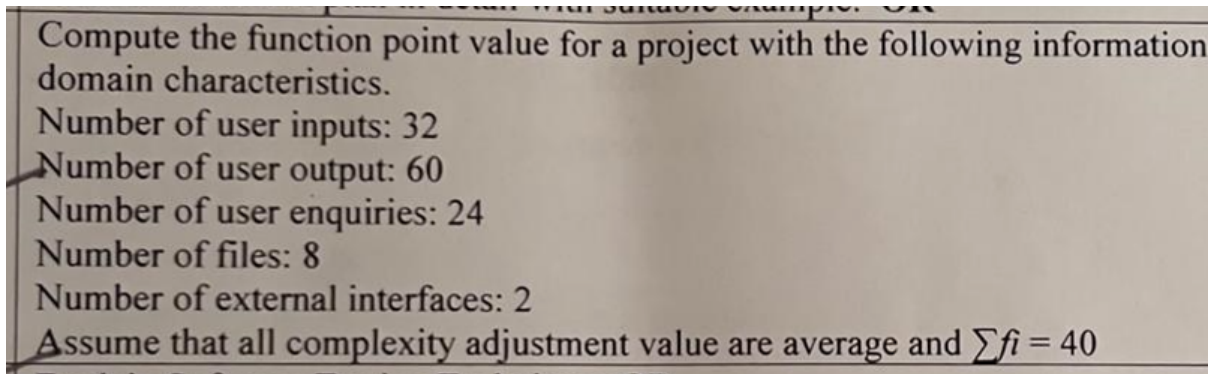 Compute the function point value for a project with the following information
domain characteristics.
Number of user inputs: 32
Number of user output: 60
Number of user enquiries: 24
Number of files: 8
Number of external interfaces: 2
Assume that all complexity adjustment value are average and ∑fi = 40